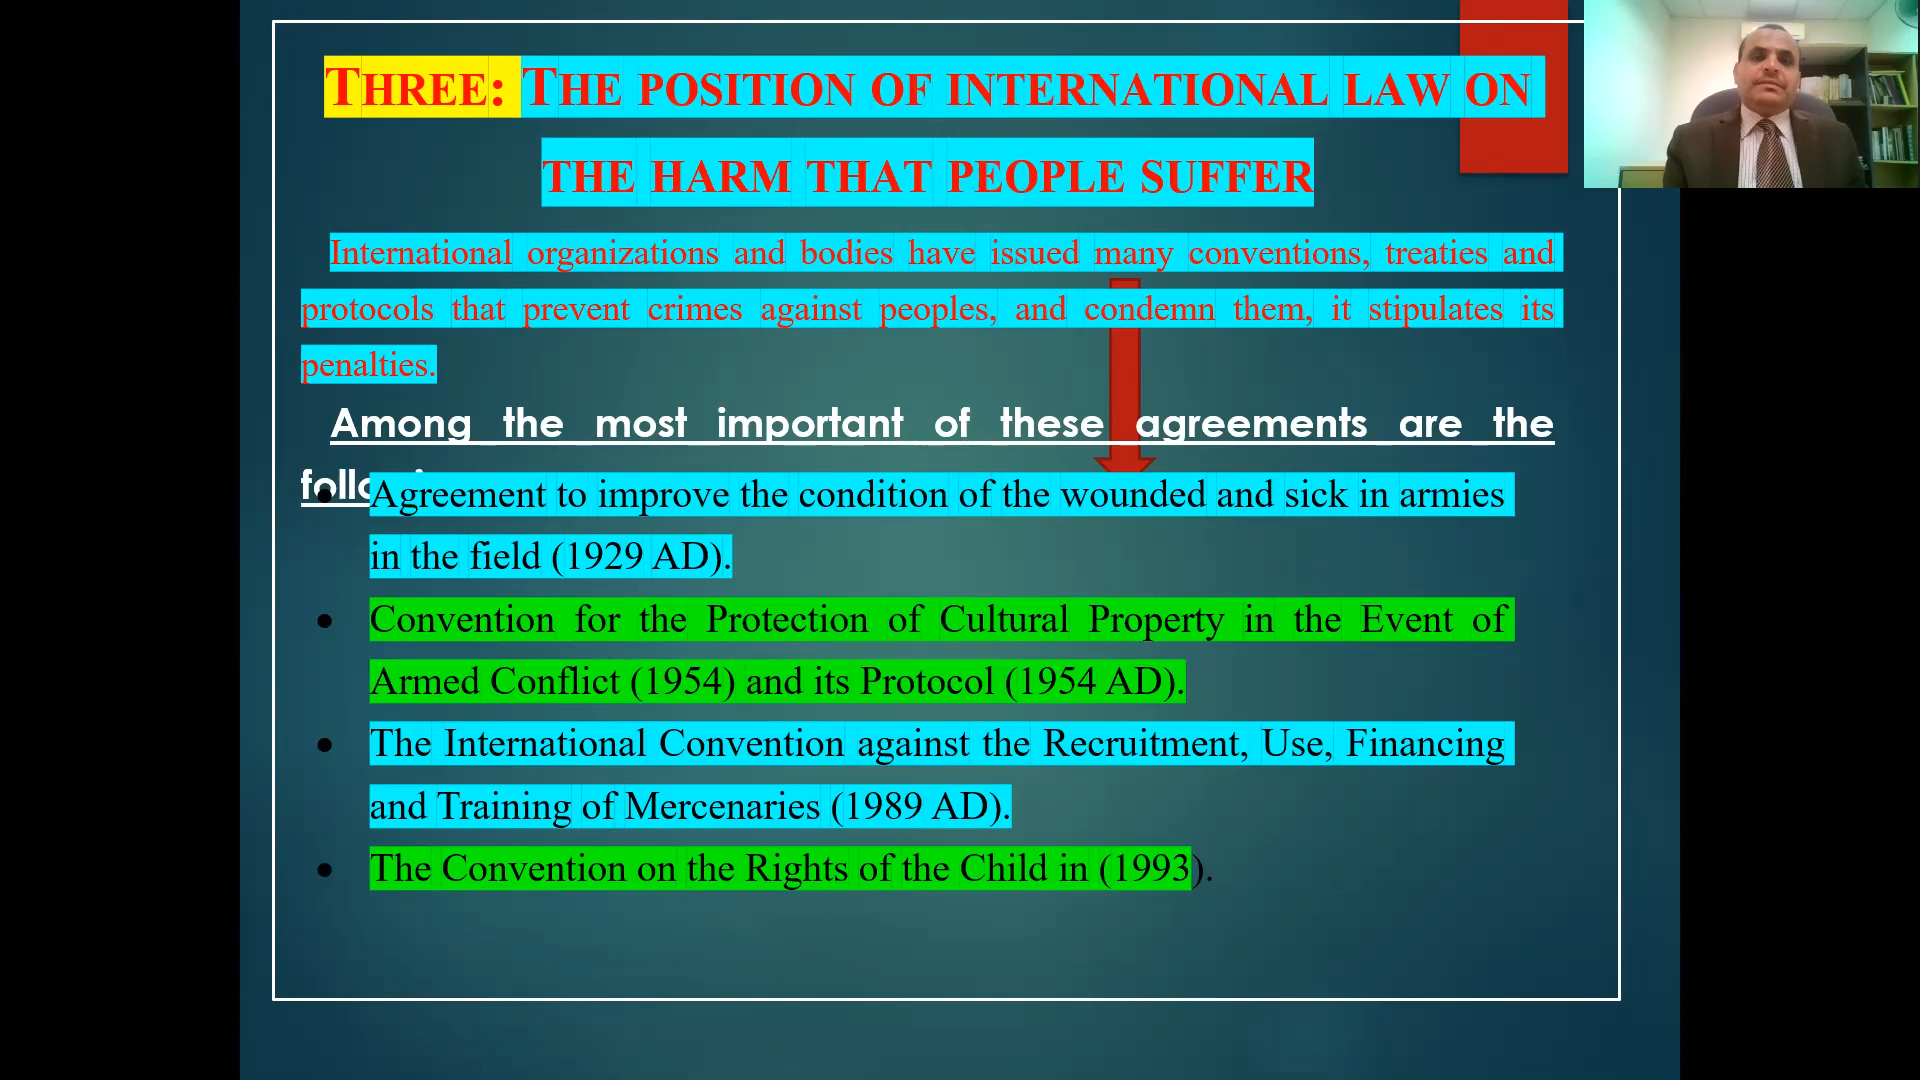 THREE: THE POSITION OF INTERNATIONAL LAW ON
THE HARM THAT PEOPLE SUFFER
International organizations and bodies have issued many conventions, treaties and
protocols that prevent crimes against peoples, and condemn them, it stipulates its
penalties.
Among the most important of these agreements are the
• Agreement to improve the condition of the wounded and sick in armies
in the field (1929 AD).
• Convention for the Protection of Cultural Property in the Event of
Armed Conflict (1954) and its Protocol (1954 AD).
• The International Convention against the Recruitment, Use, Financing
and Training of Mercenaries (1989 AD).
• The Convention on the Rights of the Child in (1993).